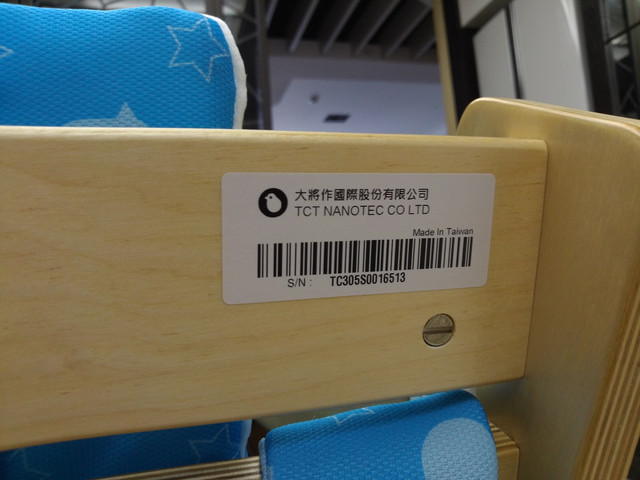 大將作國際股份有限公司
TCT NANOTEC CO LTD
Made In Taiwan
S/N : TC305S0016513